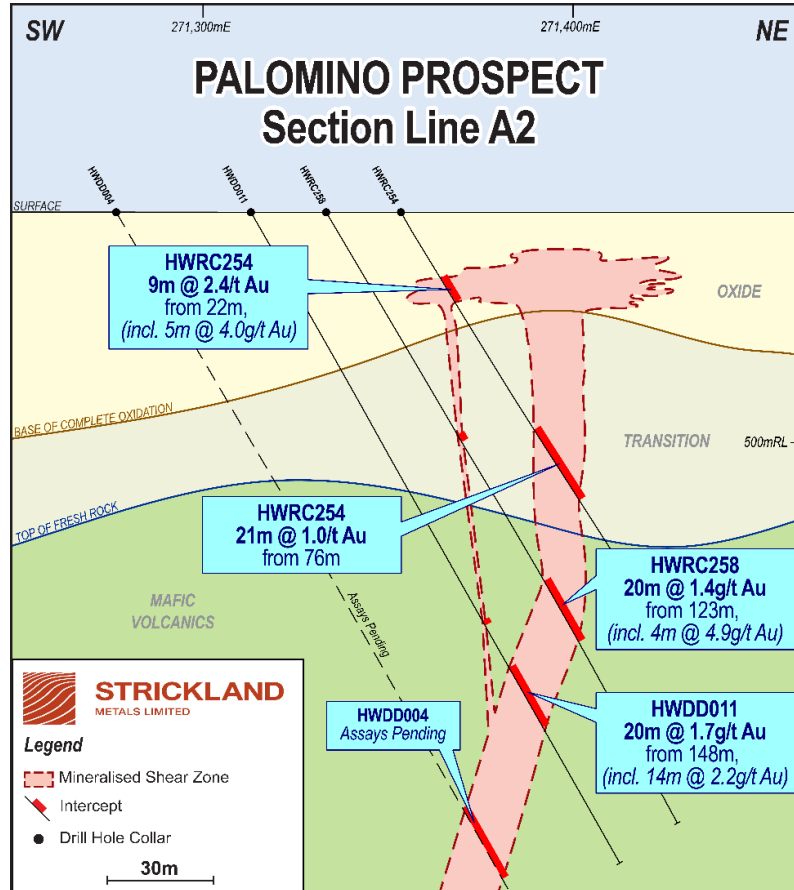 SW
271,300mE
271,400mE
NE
PALOMINO PROSPECT
Section Line A2
HWDD004
HWDD011
HWRC258
HWRC254
SURFACE
HWRC254
9m @ 2.4/t Au
from 22m,
(incl. 5m @ 4.0g/t Au)
OXIDE
BASE OF COMPLETE OXIDATION
TRANSITION
500mRL
TOP OF FRESH ROCK
HWRC254
21m @ 1.0/t Au
from 76m
HWRC258
20m @ 1.4g/t Au
from 123m,
(incl. 4m @ 4.9g/t Au)
MAFIC
VOLCANICS
Assays Pending
HWDD004
Assays Pending
HWDD011
20m @ 1.7g/t Au
from 148m,
(incl. 14m @ 2.2g/t Au)
STRICKLAND
METALS LIMITED
Legend
Mineralised Shear Zone
Intercept
Drill Hole Collar
30m